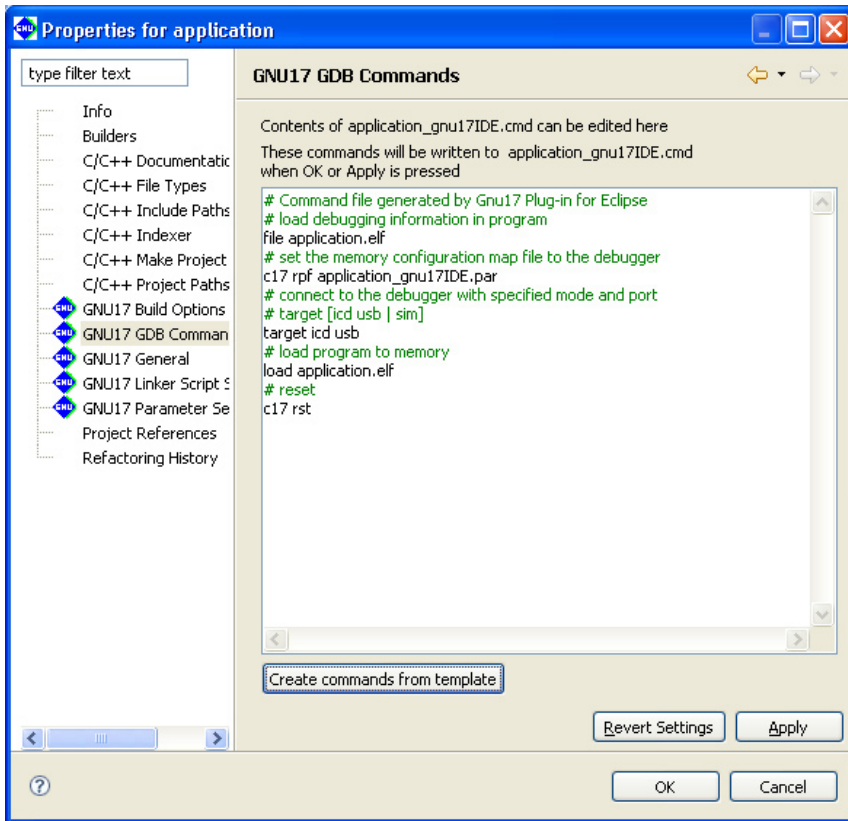 Properties for application
type filter text
Info
Builders
C/C++ Documentatic
C/C++ File Types
C/C++ Include Paths
C/C++ Indexer
C/C++ Make Project
C/C++ Project Paths
GNU17 Build Options
GNU17 GDB Comman
GNU17 General
GNU17 Linker Script S
GNU17 Parameter Se
Project References
Refactoring History
GNU17 GDB Commands
Contents of application_gnu17IDE.cmd can be edited here
These commands will be written to application_gnu17IDE.cmd
when OK or Apply is pressed
# Command file generated by Gnu17 Plug-in for Eclipse
# load debugging information in program
file application.elf
# set the memory configuration map file to the debugger
c17 rpf application_gnu17IDE.par
# connect to the debugger with specified mode and port
# target [icd usb | sim]
target icd usb
# load program to memory
load application.elf
# reset
c17 rst
Create commands from template
Revert Settings
Apply
OK
Cancel